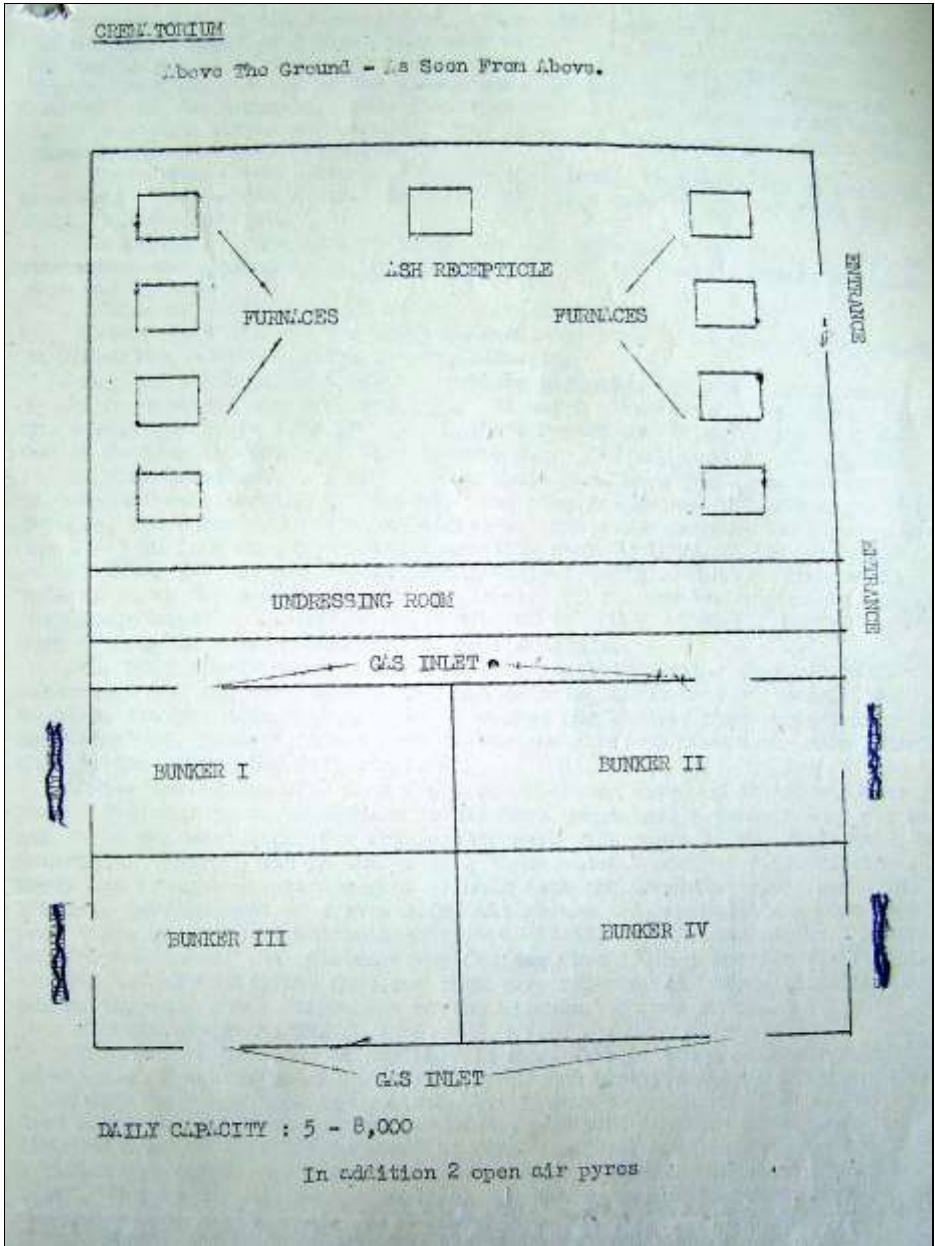 CREMATORIUM
Above The Ground - As Seen From Above.
ASH RECEPTICLE
FURNACES
FURNACES
ENTRANCE
UNDRESSING ROOM
ENTRANCE
GAS INLET
BUNKER I
BUNKER II
BUNKER III
BUNKER IV
GAS INLET
DAILY CAPACITY : 5 - 8,000
In addition 2 open air pyres